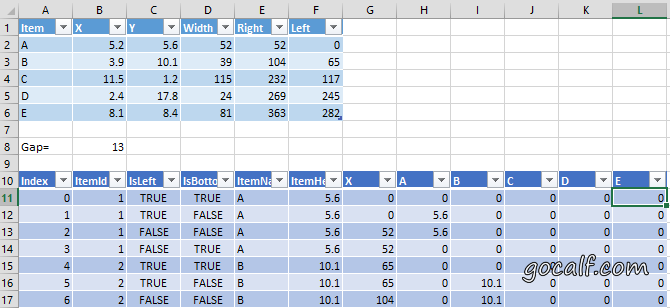 A B C D E F G H I J K L
1 Item X Y Width Right Left
2 A 5.2 5.6 52 52 0
3 B 3.9 10.1 39 104 65
4 C 11.5 1.2 115 232 117
5 D 2.4 17.8 24 269 245
6 E 8.1 8.4 81 363 282
7
8 Gap= 13
9
10 Index ItemId IsLeft IsBotto ItemNa ItemHe X A B C D E
11 0 1 TRUE TRUE A 5.6 0 0 0 0 0 0
12 1 1 TRUE FALSE A 5.6 0 5.6 0 0 0 0
13 2 1 FALSE FALSE A 5.6 52 5.6 0 0 0 0
14 3 1 FALSE TRUE A 5.6 52 0 0 0 0 0
15 4 2 TRUE TRUE B 10.1 65 0 0 0 0 0
16 5 2 TRUE FALSE B 10.1 65 0 10.1 0 0 0
17 6 2 FALSE FALSE B 10.1 104 0 10.1 0 0 0
gocalf.com